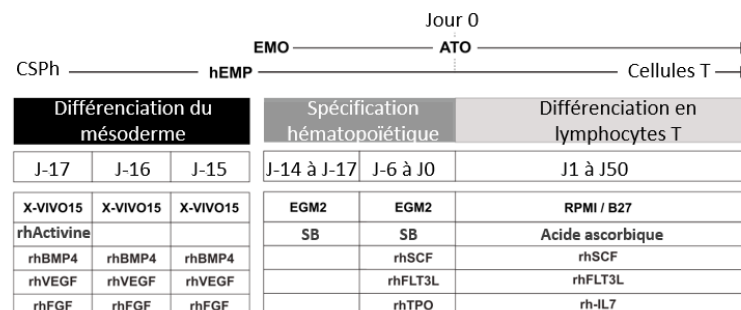 Jour 0
EMO ATO
CSPh hEMP Cellules T
Différenciation du mésoderme
Spécification hématopoïétique
Différenciation en lymphocytes T
J-17 J-16 J-15 J-14 à J-17 J-6 à J0 J1 à J50
X-VIVO15 X-VIVO15 X-VIVO15 EGM2 EGM2 RPMI / B27
rhActivine SB SB Acide ascorbique
rhBMP4 rhBMP4 rhBMP4 rhSCF rhSCF
rhVEGF rhVEGF rhVEGF rhFLT3L rhFLT3L
rhFGF rhFGF rhFGF rhTPO rh-IL7